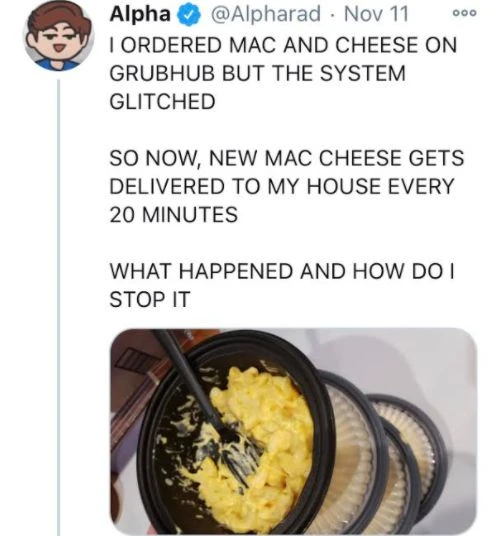 Alpha @Alpharad · Nov 11
I ORDERED MAC AND CHEESE ON
GRUBHUB BUT THE SYSTEM
GLITCHED
SO NOW, NEW MAC CHEESE GETS
DELIVERED TO MY HOUSE EVERY
20 MINUTES
WHAT HAPPENED AND HOW DO I
STOP IT